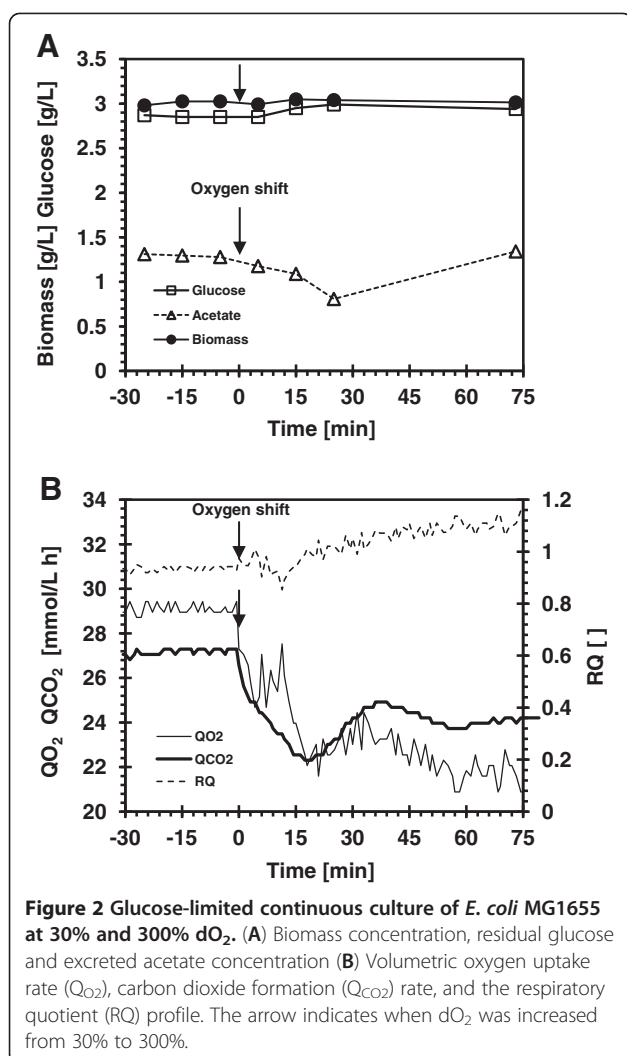 A
Biomass [g/L] Glucose [g/L]
3.5
3
2.5
2
1.5
1
0.5
0
Oxygen shift
Glucose
Acetate
Biomass
-30 -15 0 15 30 45 60 75
Time [min]
B
QO2 QCO2 [mmol/L h]
34
32
30
28
26
24
22
20
Oxygen shift
QO2
QCO2
RQ
1.2
1
0.8
0.6
0.4
0.2
0
RQ [ ]
-30 -15 0 15 30 45 60 75
Time [min]
Figure 2 Glucose-limited continuous culture of E. coli MG1655
at 30% and 300% dO2. (A) Biomass concentration, residual glucose
and excreted acetate concentration (B) Volumetric oxygen uptake
rate (QO2), carbon dioxide formation (QCO2) rate, and the respiratory
quotient (RQ) profile. The arrow indicates when dO2 was increased
from 30% to 300%.